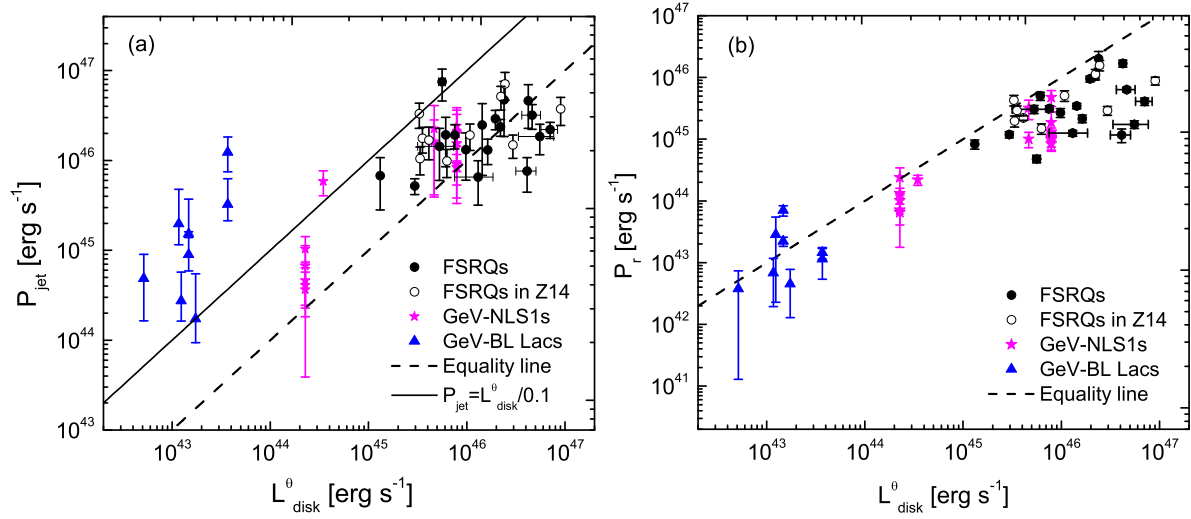 (a)
10^47
10^46
10^45
10^44
10^43
P_jet [erg s^-1]
FSRQs
FSRQs in Z14
GeV-NLS1s
GeV-BL Lacs
Equality line
P_jet=L^θ_disk/0.1
10^43 10^44 10^45 10^46 10^47
L^θ_disk [erg s^-1]
(b)
10^47
10^46
10^45
10^44
10^43
10^42
10^41
P_r [erg s^-1]
FSRQs
FSRQs in Z14
GeV-NLS1s
GeV-BL Lacs
Equality line
10^43 10^44 10^45 10^46 10^47
L^θ_disk [erg s^-1]